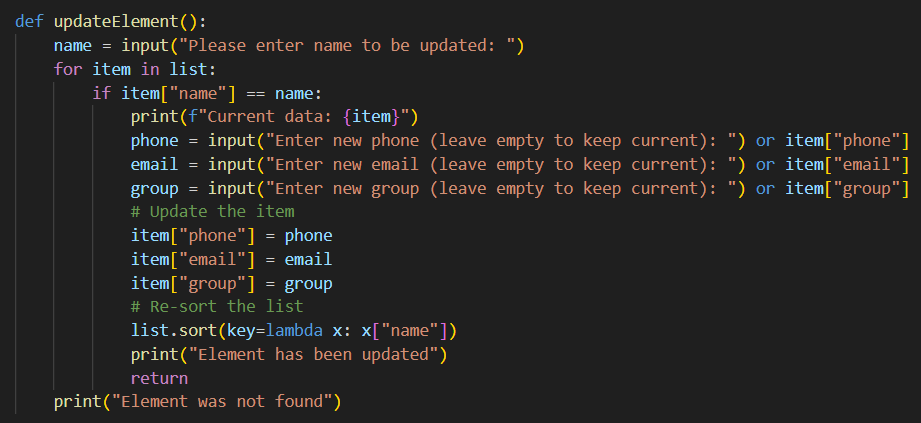 def updateElement():
    name = input("Please enter name to be updated: ")
    for item in list:
        if item["name"] == name:
            print(f"Current data: {item}")
            phone = input("Enter new phone (leave empty to keep current): ") or item["phone"]
            email = input("Enter new email (leave empty to keep current): ") or item["email"]
            group = input("Enter new group (leave empty to keep current): ") or item["group"]
            # Update the item
            item["phone"] = phone
            item["email"] = email
            item["group"] = group
            # Re-sort the list
            list.sort(key=lambda x: x["name"])
            print("Element has been updated")
            return
    print("Element was not found")